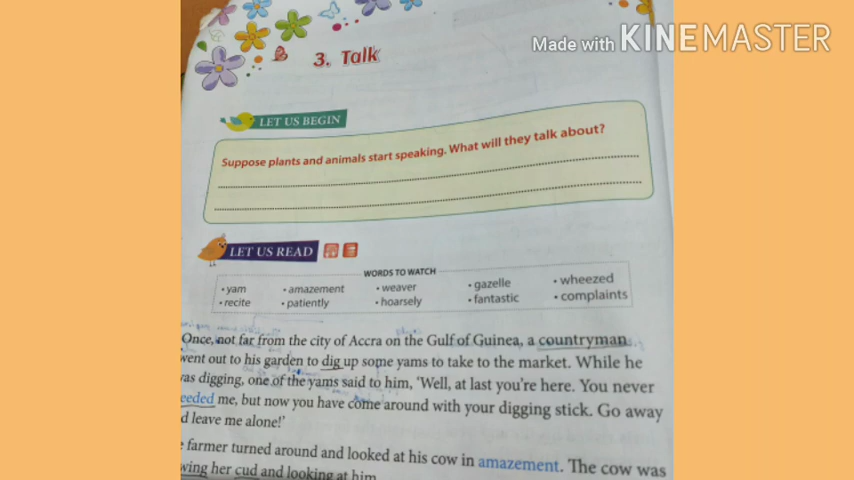 Made with KINEMASTER
3. Talk
LET US BEGIN
Suppose plants and animals start speaking. What will they talk about?
LET US READ
WORDS TO WATCH
• yam • amazement • weaver • gazelle • wheezed
• recite • patiently • hoarsely • fantastic • complaints
Once, not far from the city of Accra on the Gulf of Guinea, a countryman
went out to his garden to dig up some yams to take to the market. While he
was digging, one of the yams said to him, ‘Well, at last you’re here. You never
eeded me, but now you have come around with your digging stick. Go away
d leave me alone!’
farmer turned around and looked at his cow in amazement. The cow was
wing her cud and looking at him